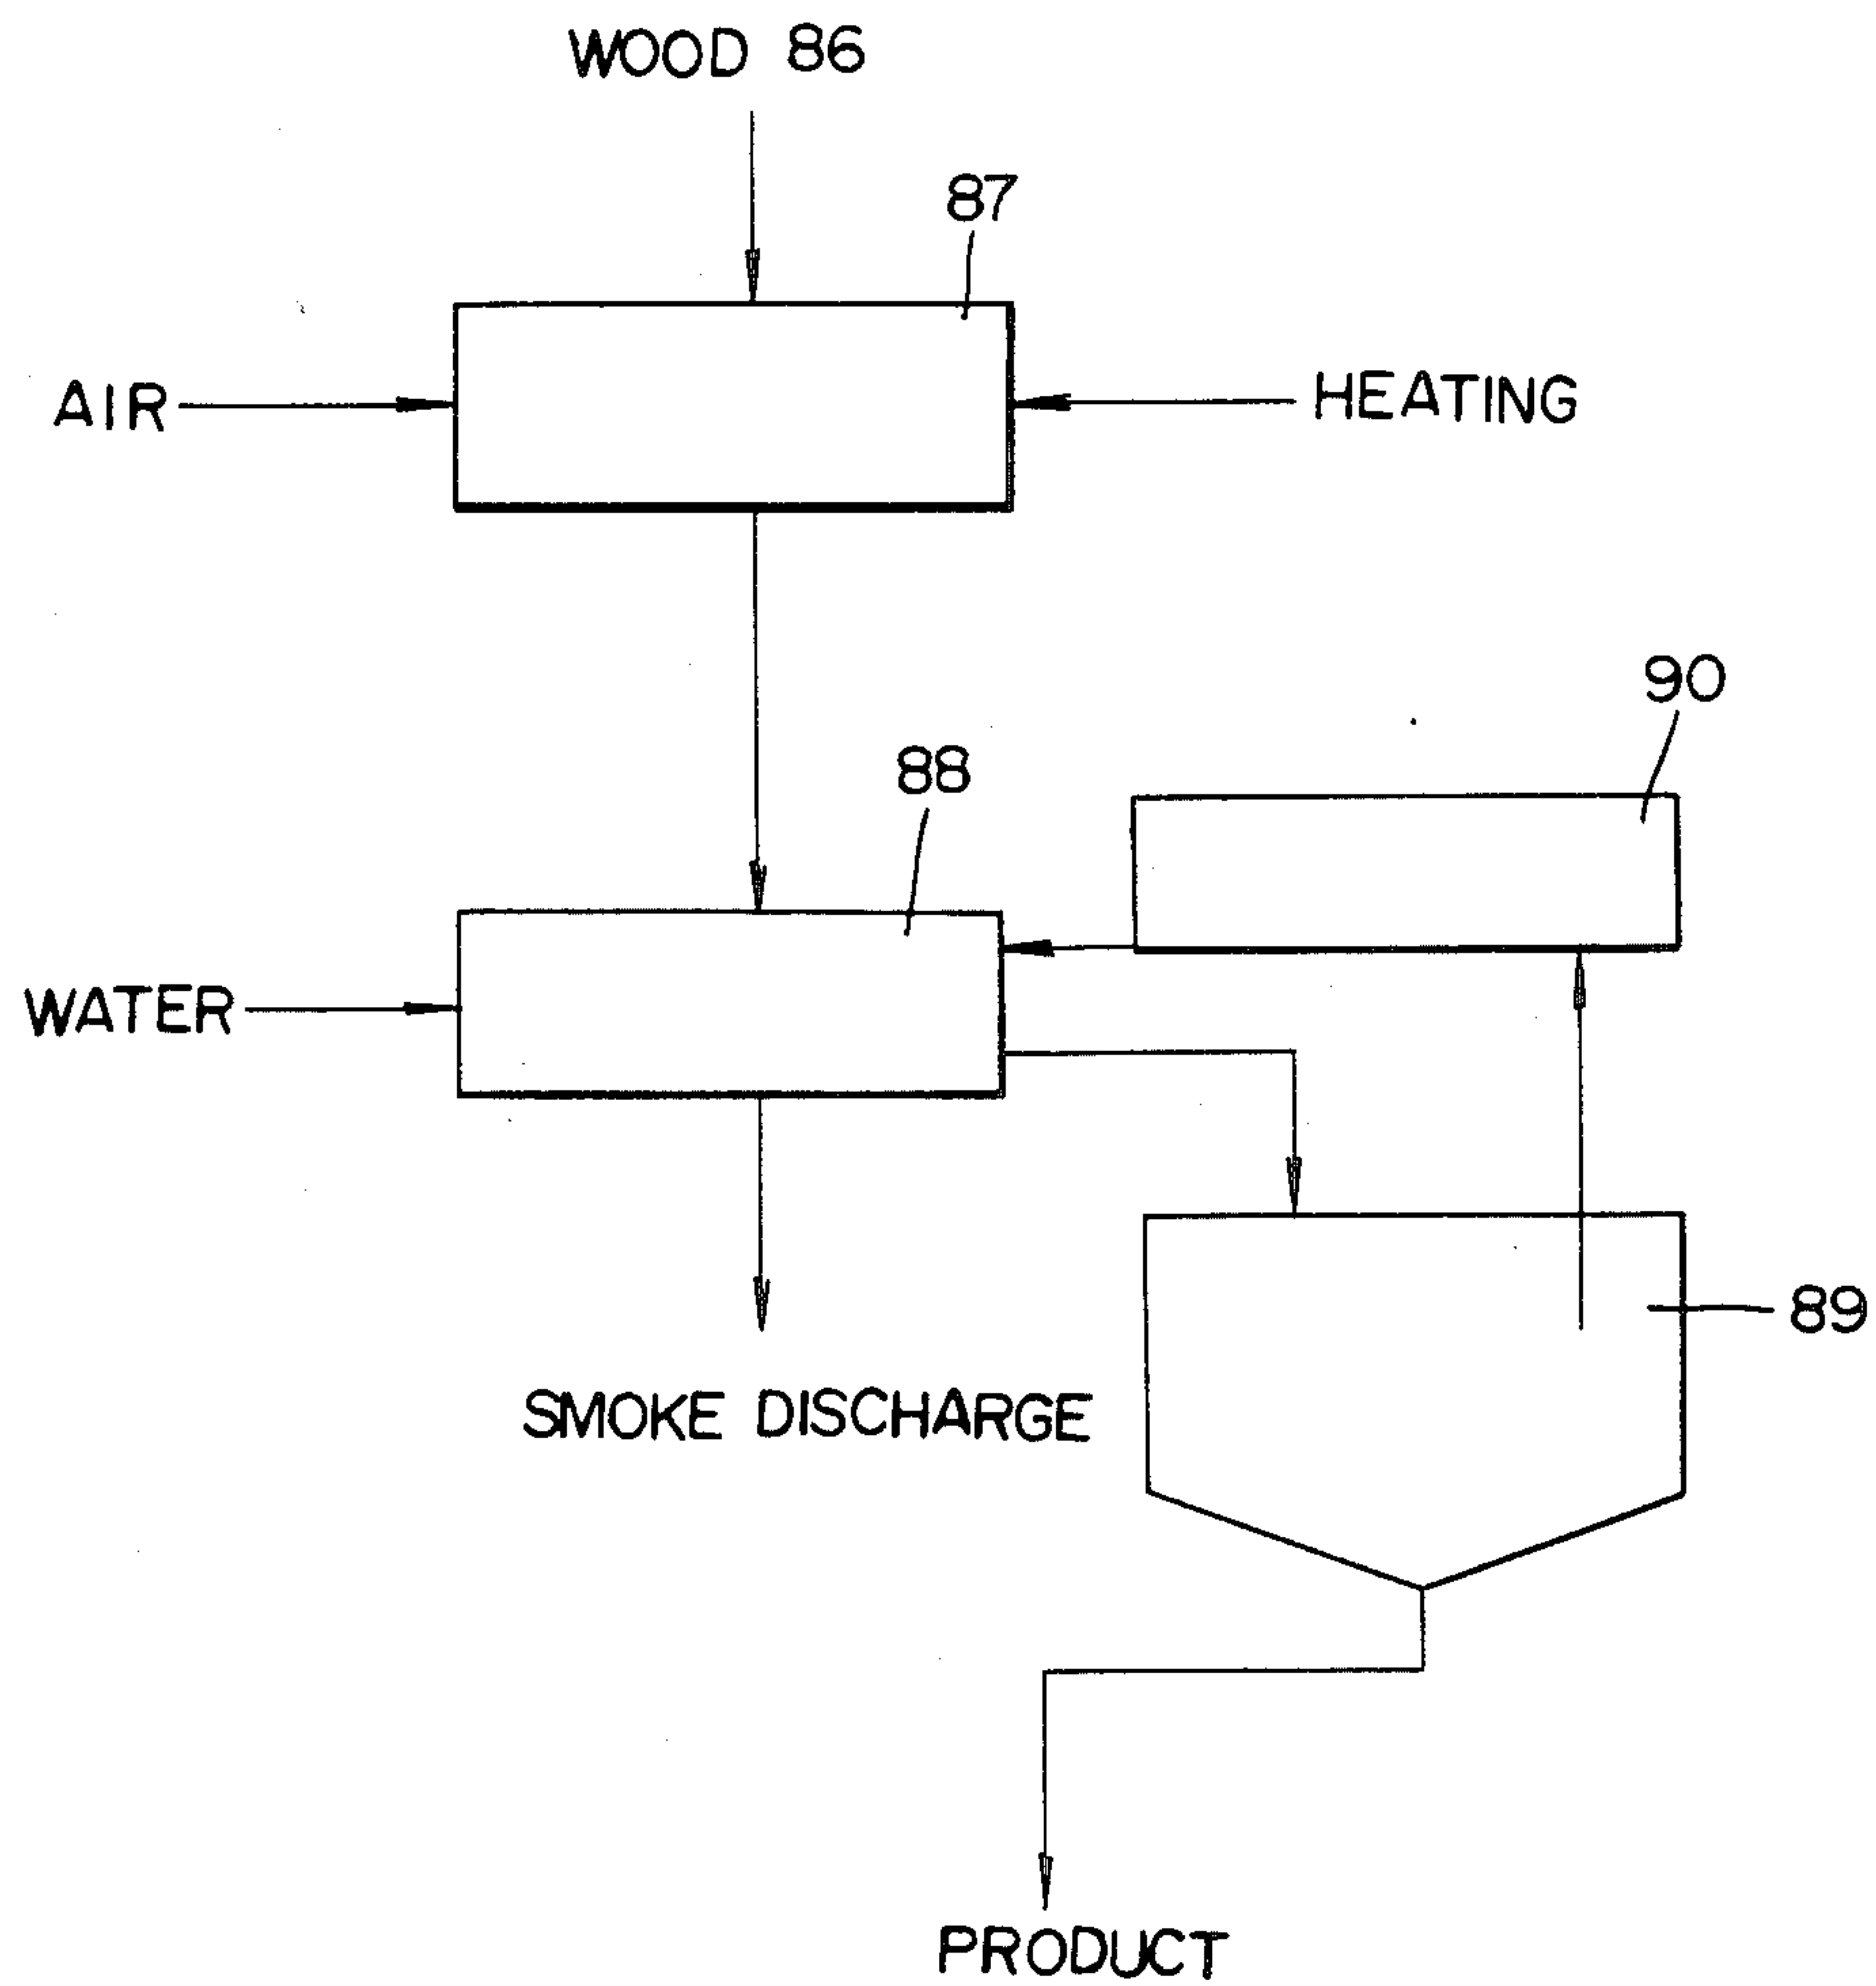 WOOD 86
87
AIR
HEATING
90
88
WATER
89
SMOKE DISCHARGE
PRODUCT